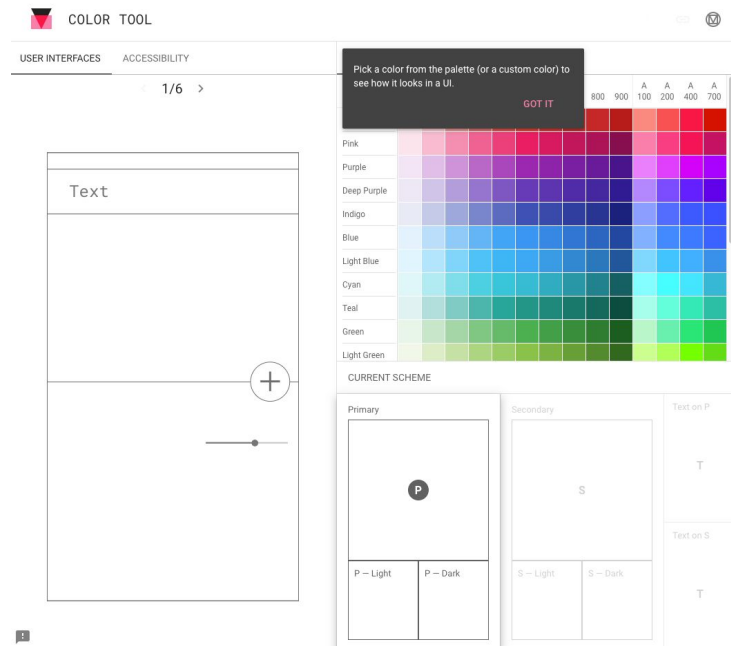 COLOR TOOL
USER INTERFACES ACCESSIBILITY
1/6
Text
Pick a color from the palette (or a custom color) to
see how it looks in a UI.
GOT IT
800 900 A 100 A 200 A 400 A 700
Pink
Purple
Deep Purple
Indigo
Blue
Light Blue
Cyan
Teal
Green
Light Green
CURRENT SCHEME
Primary
P
P — Light
P — Dark
Secondary
S
S — Light
S — Dark
Text on P
T
Text on S
T